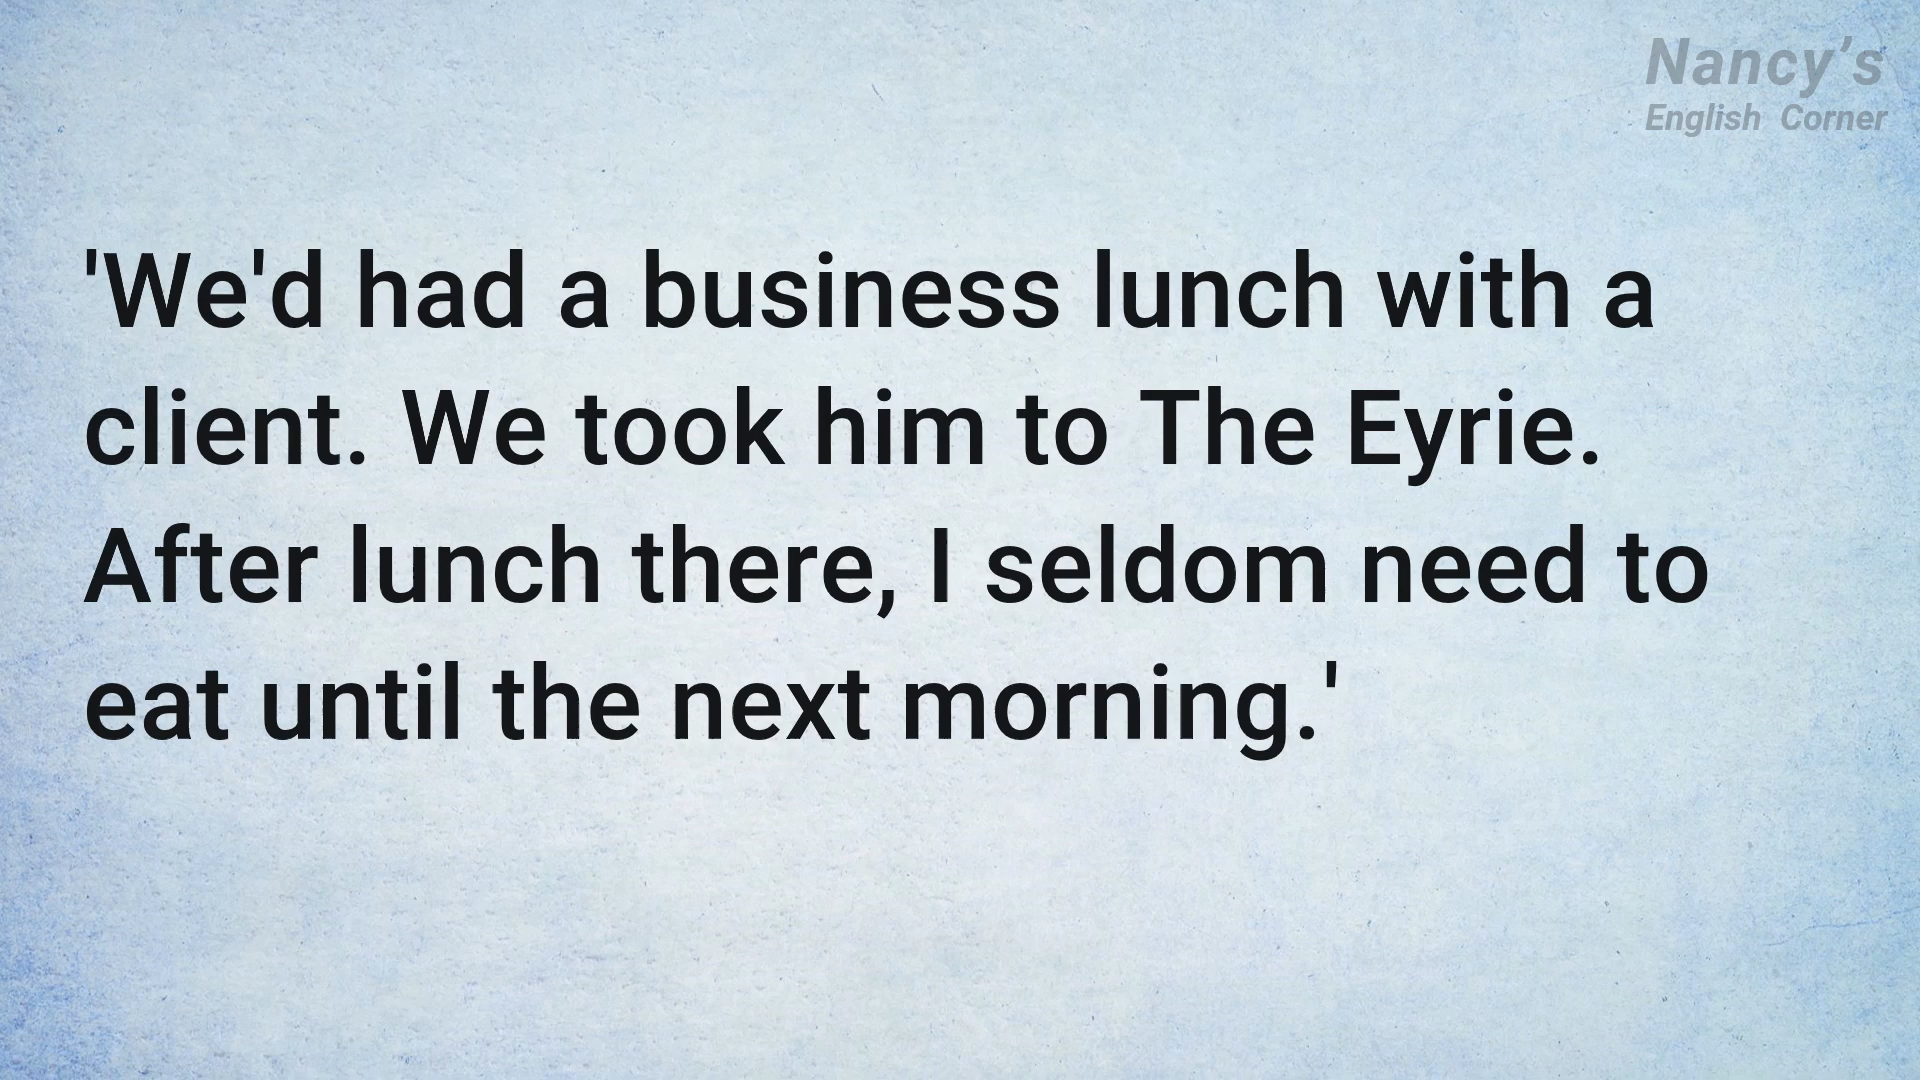 Nancy’s
English Corner
'We'd had a business lunch with a
client. We took him to The Eyrie.
After lunch there, I seldom need to
eat until the next morning.'